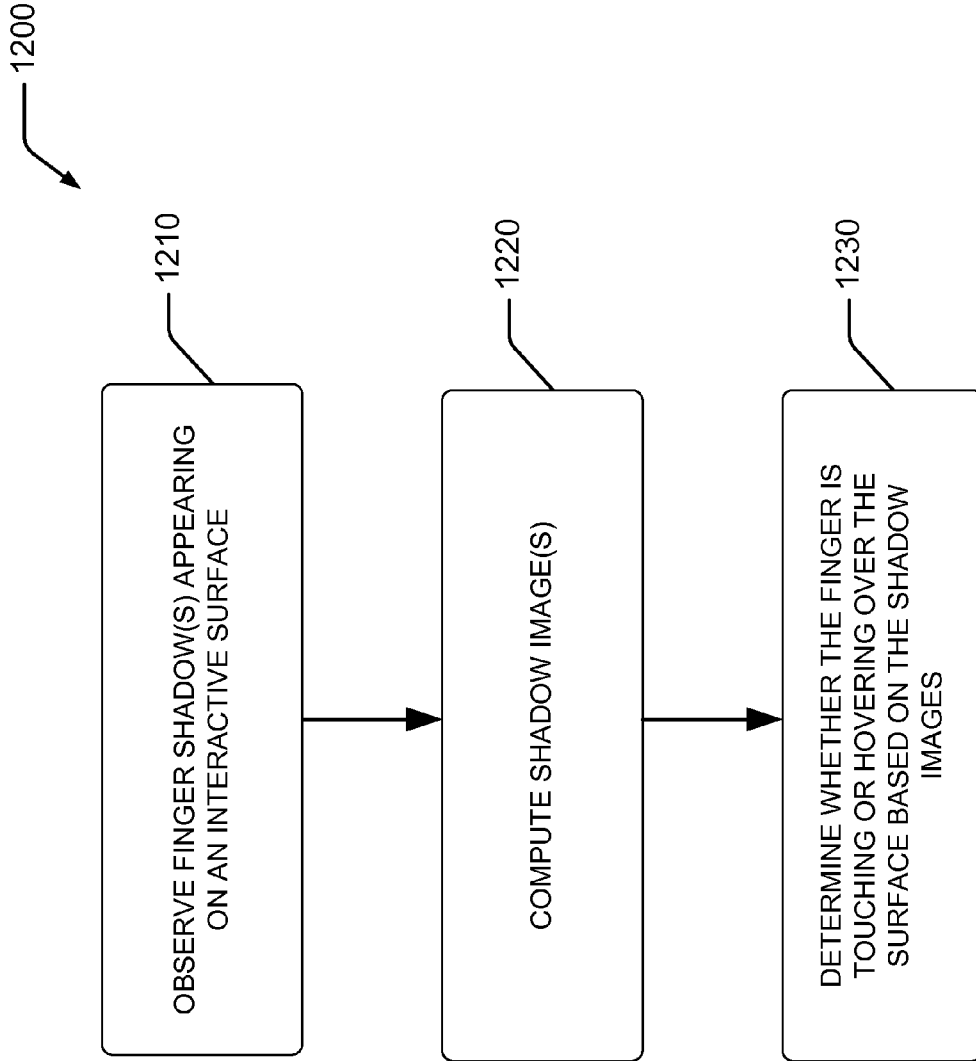 1200
1210
OBSERVE FINGER SHADOW(S) APPEARING
ON AN INTERACTIVE SURFACE
1220
COMPUTE SHADOW IMAGE(S)
1230
DETERMINE WHETHER THE FINGER IS
TOUCHING OR HOVERING OVER THE
SURFACE BASED ON THE SHADOW
IMAGES